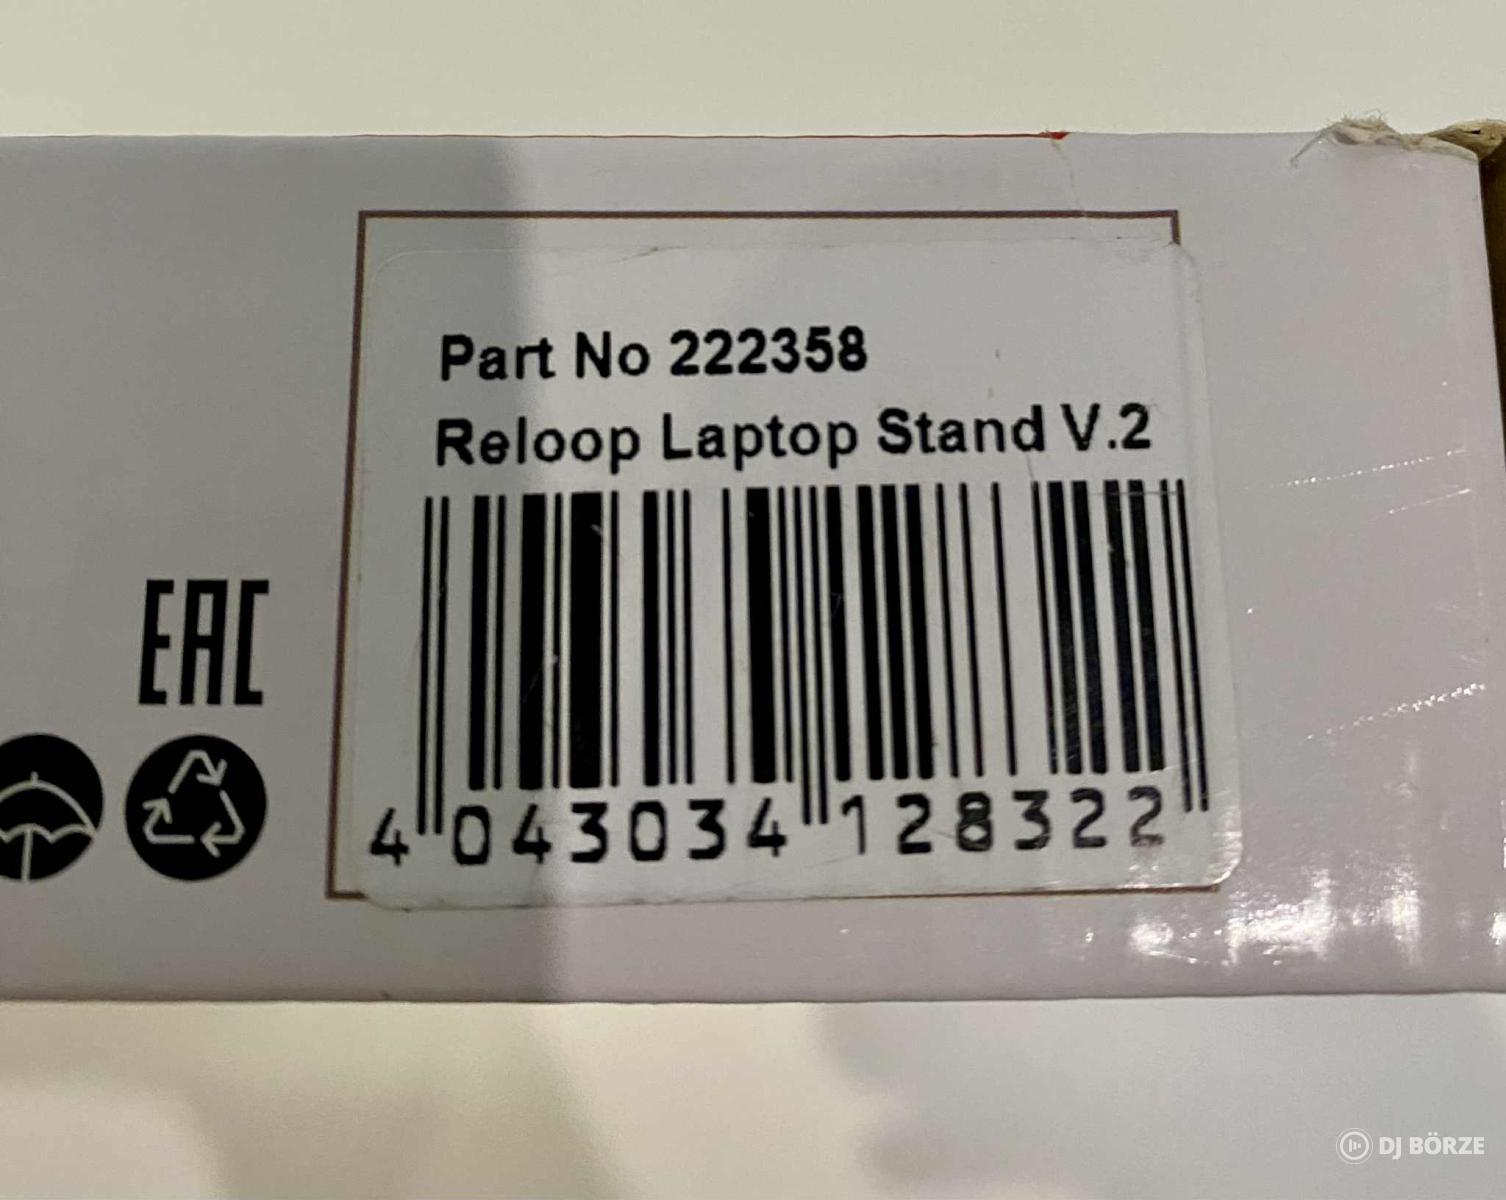 Part No 222358
Reloop Laptop Stand V.2
EAC
4 043034 128322
DJ BÖRZE